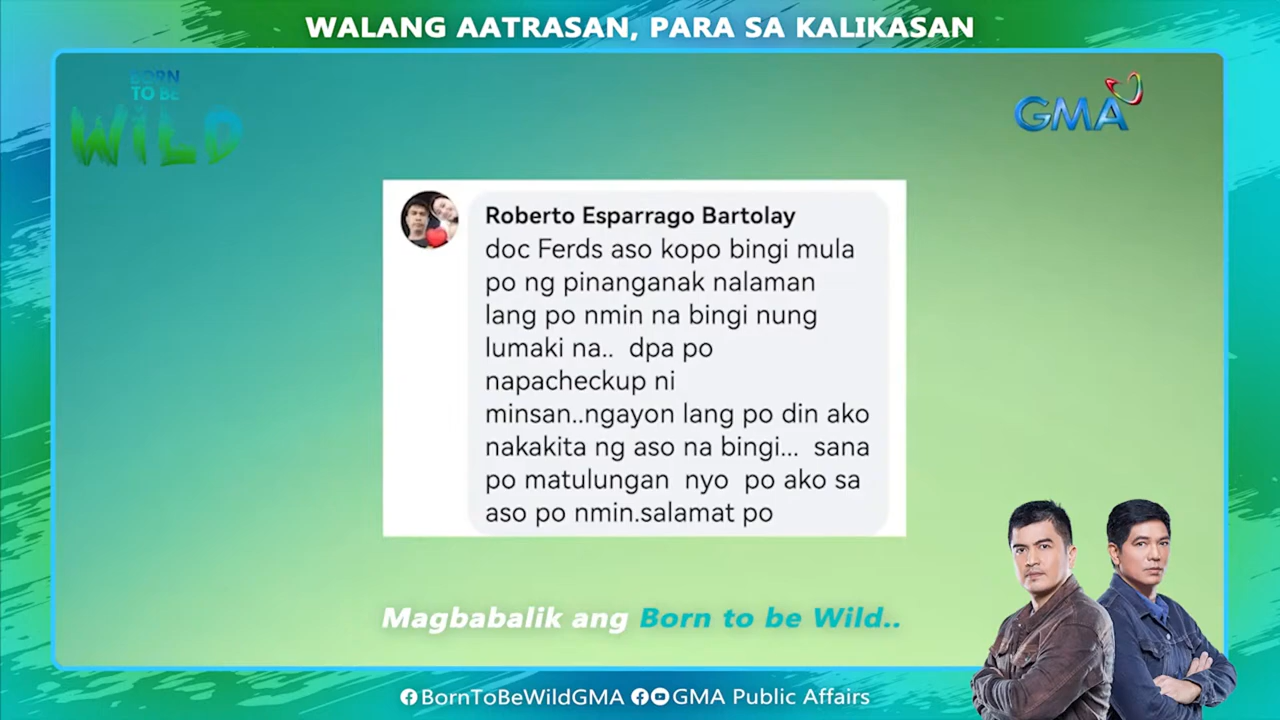 WALANG AATRASAN, PARA SA KALIKASAN
BORN
TO BE
WILD
GMA
Roberto Esparrago Bartolay
doc Ferds aso kopo bingi mula
po ng pinanganak nalaman
lang po nmin na bingi nung
lumaki na.. dpa po
napacheckup ni
minsan..ngayon lang po din ako
nakakita ng aso na bingi... sana
po matulungan nyo po ako sa
aso po nmin.salamat po
Magbabalik ang Born to be Wild..
BornToBeWildGMA GMA Public Affairs